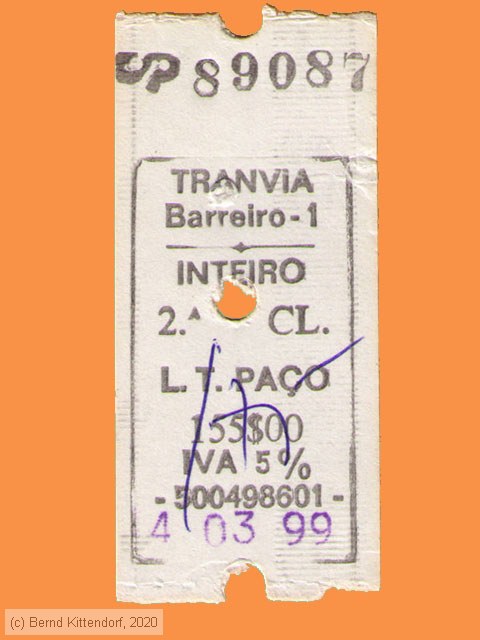 89087
TRANVIA
Barreiro-1
INTEIRO
2.ᴬ CL.
L. T. PAÇO
155$00
IVA 5%
- 500498601 -
4 03 99
(c) Bernd Kittendorf, 2020